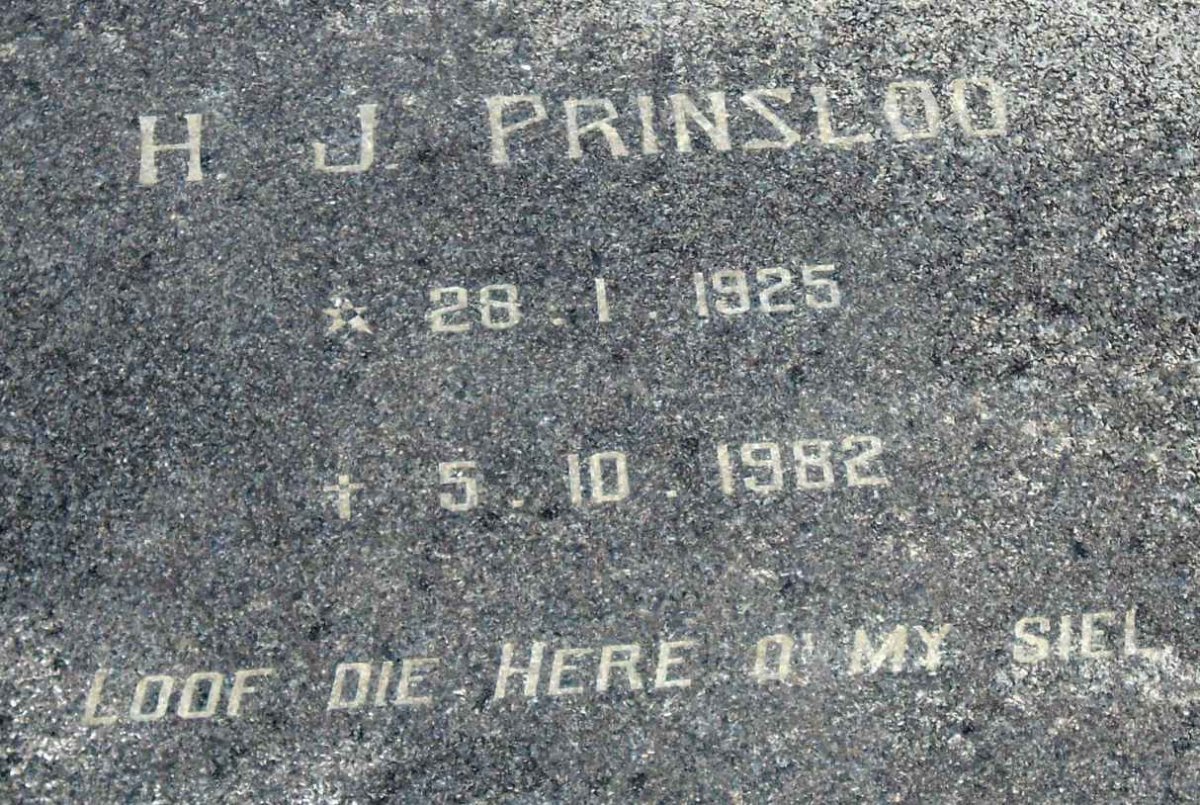 H J. PRINSLOO
☆ 28.1.1925
† 5.10.1982
LOOF DIE HERE O' MY SIEL